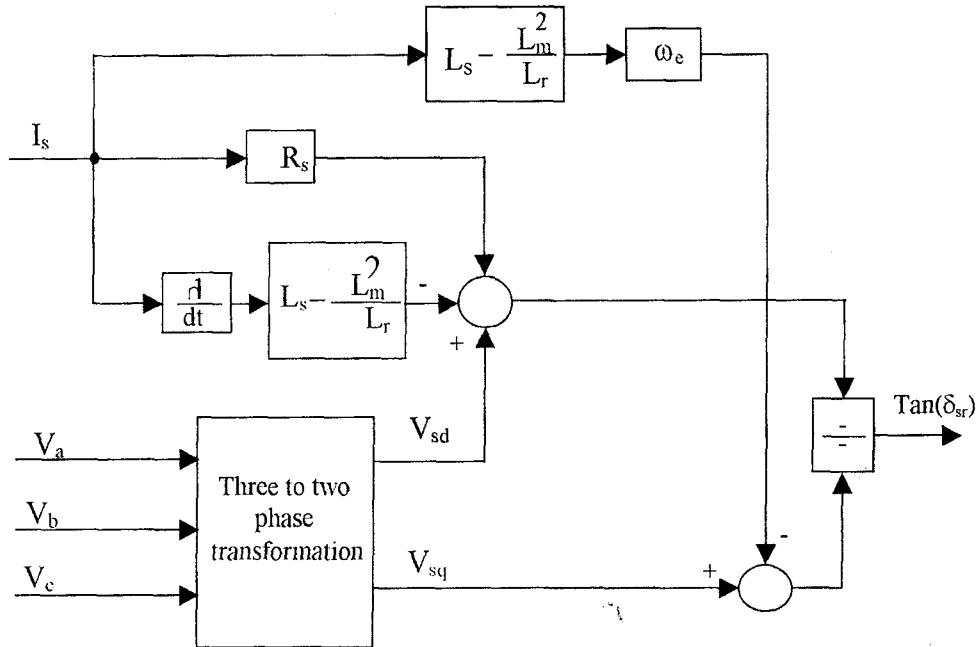 L_s - L_m^2 / L_r
ω_e
I_s
R_s
d / dt
L_s - L_m^2 / L_r
-
+
V_a
V_b
V_c
Three to two
phase
transformation
V_sd
V_sq
+
-
Tan(δ_sr)